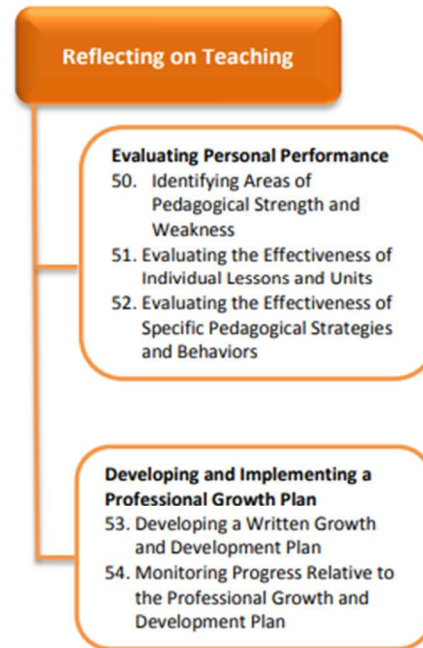 Reflecting on Teaching
Evaluating Personal Performance
50. Identifying Areas of
Pedagogical Strength and
Weakness
51. Evaluating the Effectiveness of
Individual Lessons and Units
52. Evaluating the Effectiveness of
Specific Pedagogical Strategies
and Behaviors
Developing and Implementing a
Professional Growth Plan
53. Developing a Written Growth
and Development Plan
54. Monitoring Progress Relative to
the Professional Growth and
Development Plan